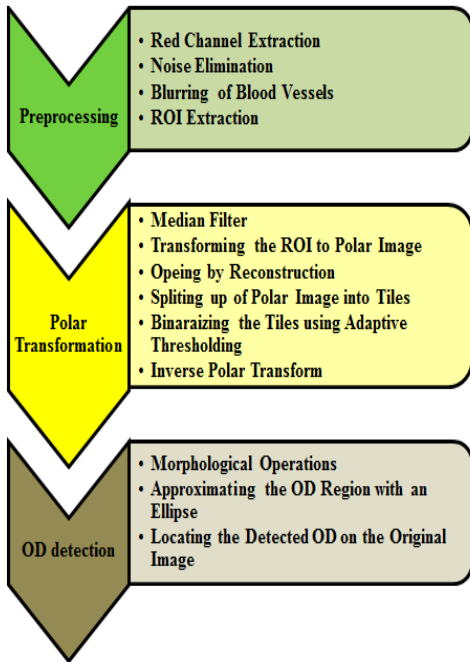 Preprocessing
• Red Channel Extraction
• Noise Elimination
• Blurring of Blood Vessels
• ROI Extraction
Polar
Transformation
• Median Filter
• Transforming the ROI to Polar Image
• Opeing by Reconstruction
• Spliting up of Polar Image into Tiles
• Binaraizing the Tiles using Adaptive
Thresholding
• Inverse Polar Transform
OD detection
• Morphological Operations
• Approximating the OD Region with an
Ellipse
• Locating the Detected OD on the Original
Image